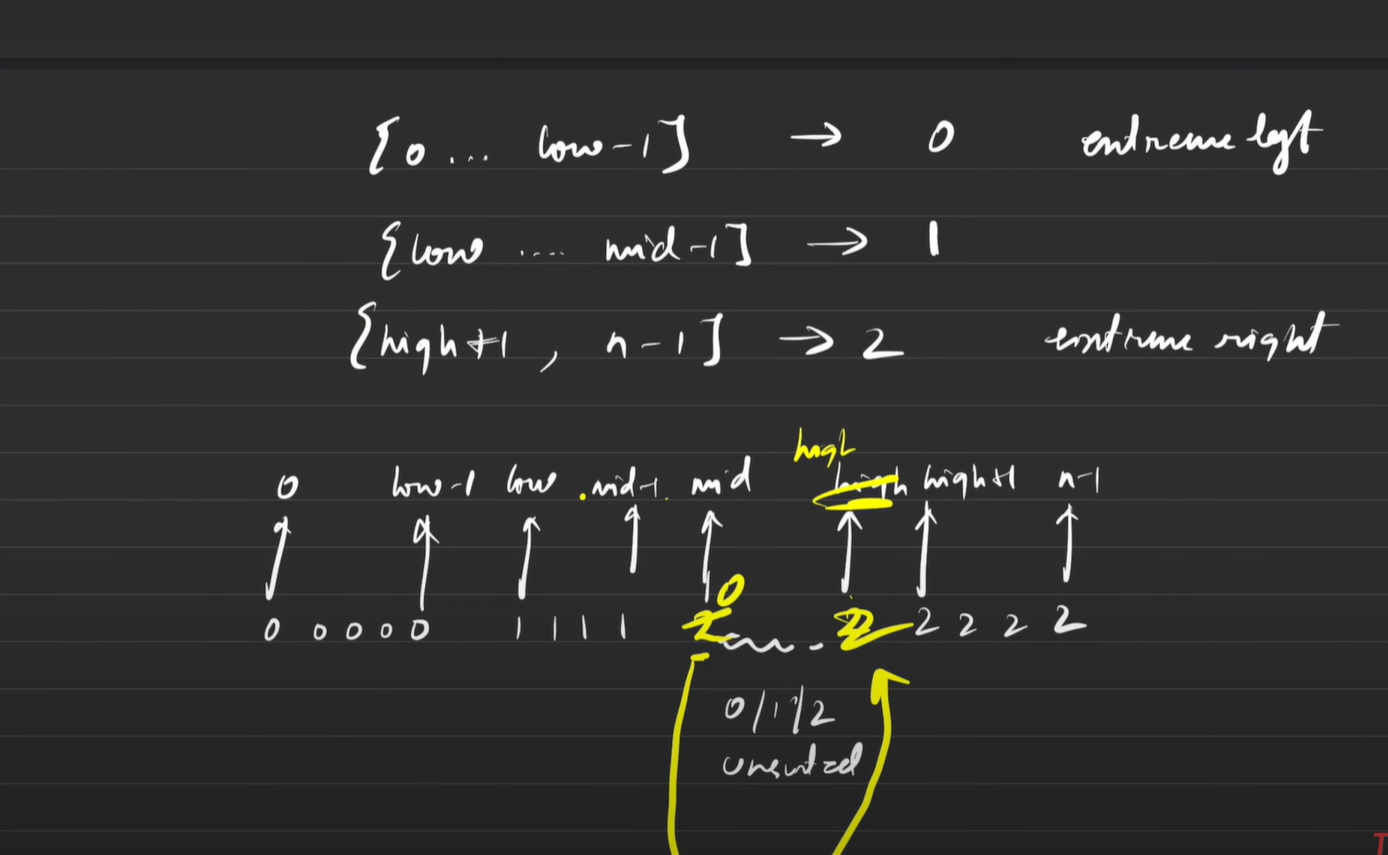 [0 ... low-1] → 0 extreme left
[low .... mid-1] → 1
[high+1, n-1] → 2 extreme right
high
0 low-1 low .mid-1. mid high high+1 n-1
0
0 0 0 0 0 1 1 1 1 2 . 2 2 2 2 2
0/1/2
unsorted
T